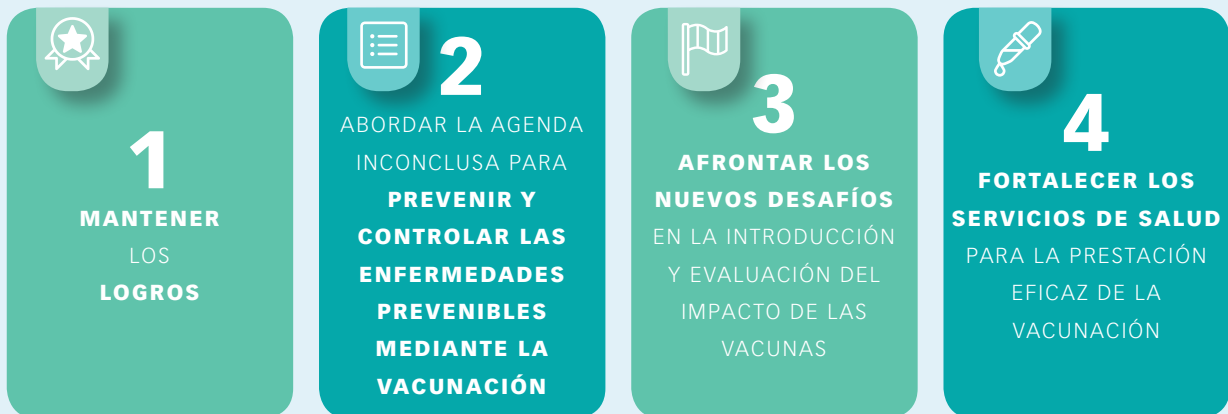 1
MANTENER
LOS
LOGROS
2
ABORDAR LA AGENDA
INCONCLUSA PARA
PREVENIR Y
CONTROLAR LAS
ENFERMEDADES
PREVENIBLES
MEDIANTE LA
VACUNACIÓN
3
AFRONTAR LOS
NUEVOS DESAFÍOS
EN LA INTRODUCCIÓN
Y EVALUACIÓN DEL
IMPACTO DE LAS
VACUNAS
4
FORTALECER LOS
SERVICIOS DE SALUD
PARA LA PRESTACIÓN
EFICAZ DE LA
VACUNACIÓN